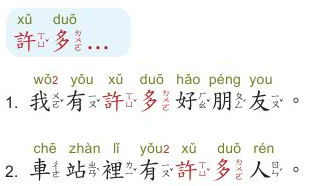 xǔ duō
許多...
wǒ2 yǒu xǔ duō hǎo péng you
1. 我有許多好朋友。
chē zhàn lǐ yǒu2 xǔ duō rén
2. 車站裡有許多人。